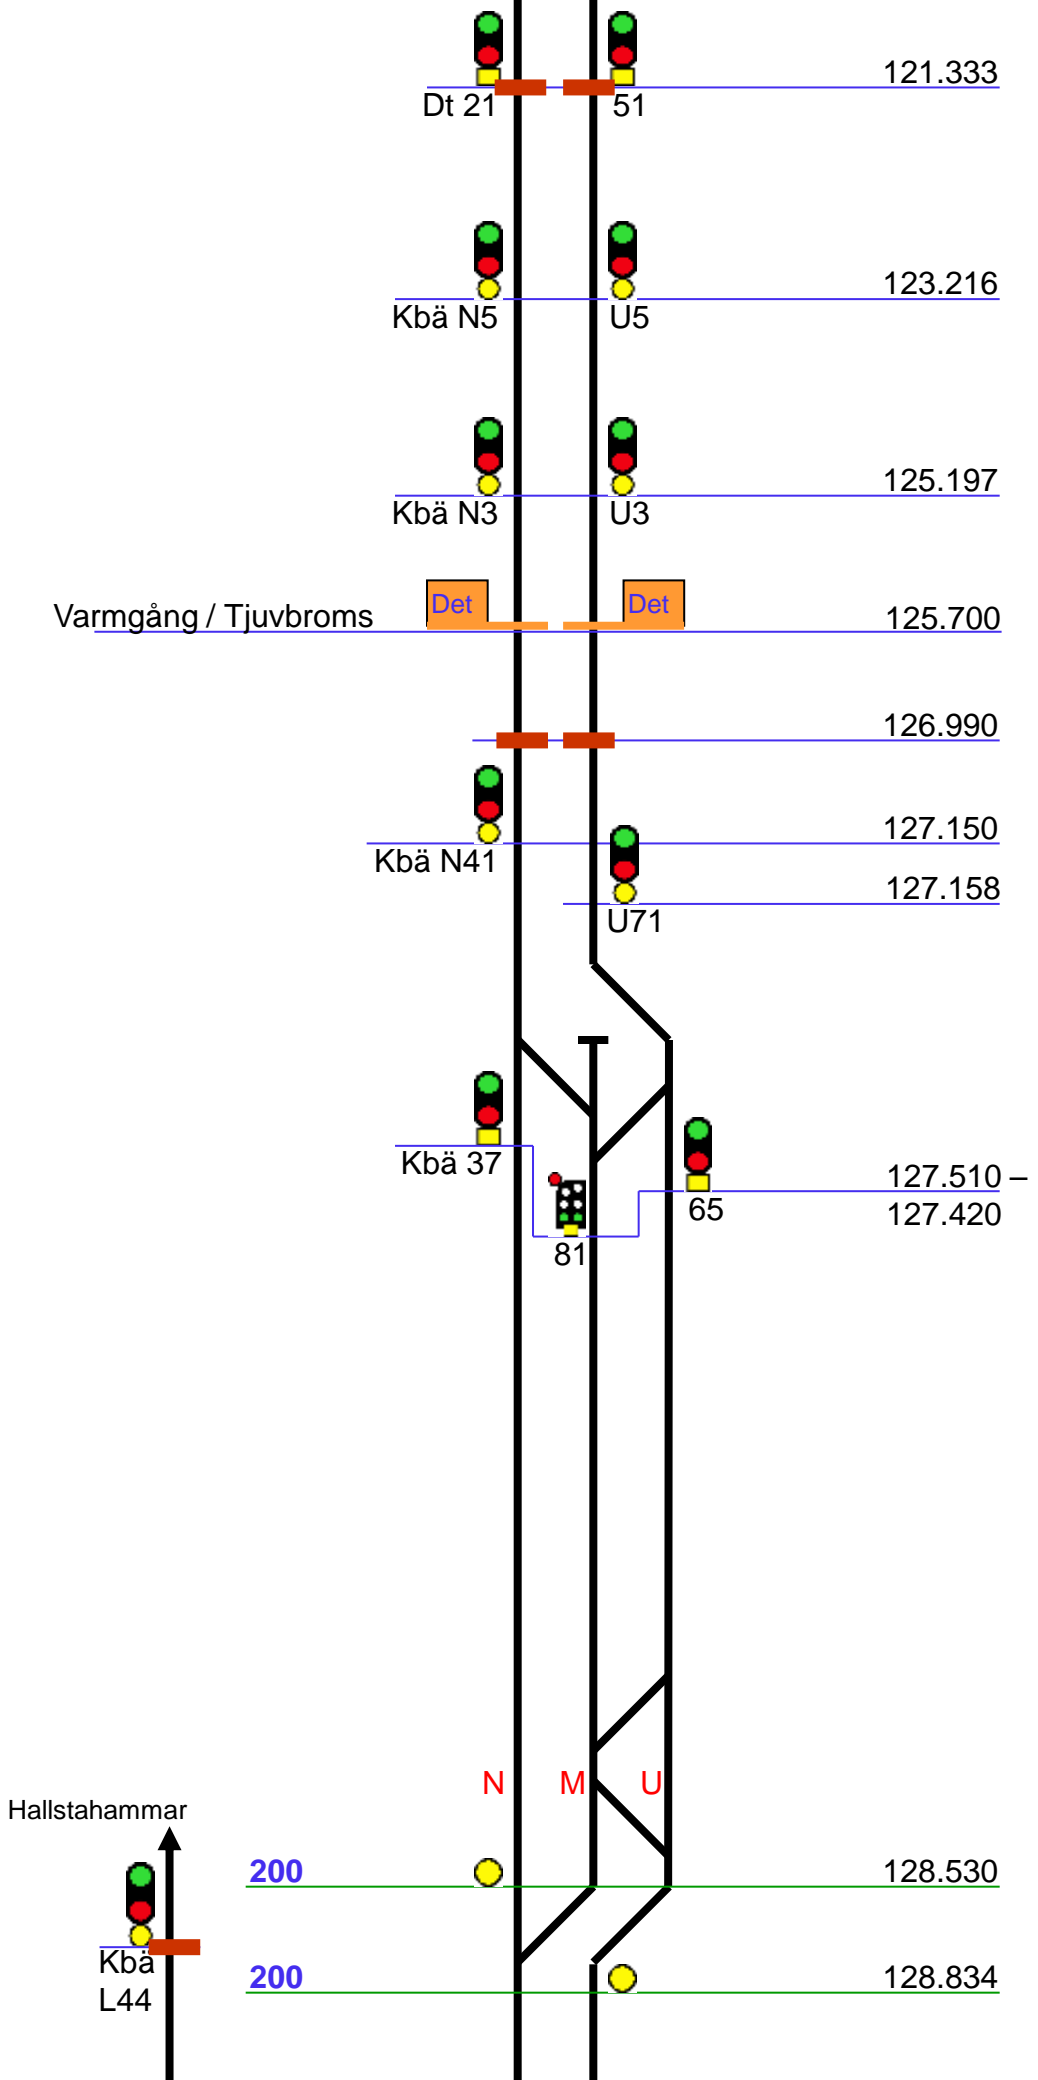 121.333
Dt 21
51
123.216
Kbä N5
U5
125.197
Kbä N3
U3
Det
Det
Varmgång / Tjuvbroms
125.700
126.990
127.150
Kbä N41
127.158
U71
Kbä 37
127.510 –
65
127.420
81
N
M
U
Hallstahammar
200
128.530
Kbä
L44
200
128.834